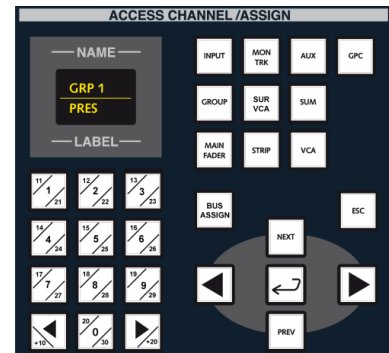 ACCESS CHANNEL /ASSIGN
NAME
GRP 1
PRES
LABEL
INPUT
MON TRK
AUX
GPC
GROUP
SUR VCA
SUM
MAIN FADER
STRIP
VCA
BUS ASSIGN
ESC
NEXT
PREV
11 1 21
12 2 22
13 3 23
14 4 24
15 5 25
16 6 26
17 7 27
18 8 28
19 9 29
+10
20 0 30
+20